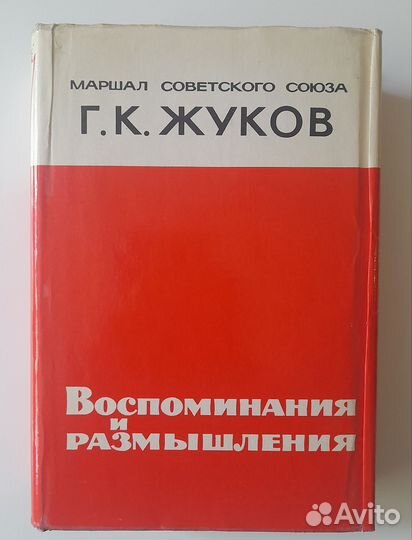 МАРШАЛ СОВЕТСКОГО СОЮЗА
Г.К. ЖУКОВ
ВОСПОМИНАНИЯ
И
РАЗМЫШЛЕНИЯ
Avito